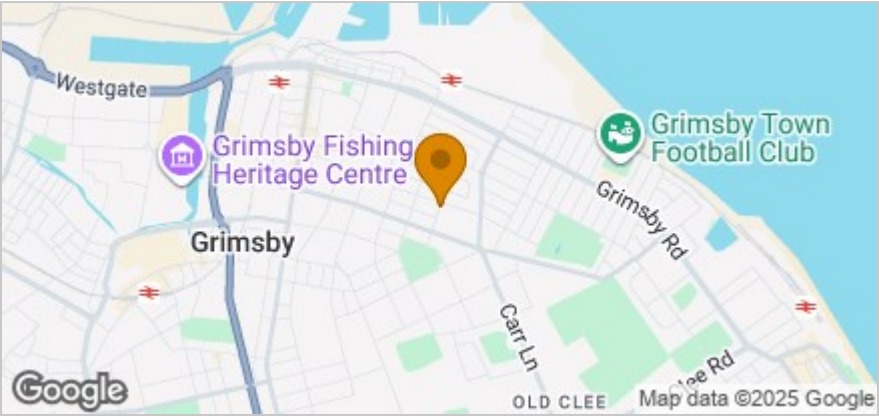 Westgate
Grimsby Fishing
Heritage Centre
Grimsby Town
Football Club
Grimsby Rd
Grimsby
Carr Ln
Clee Rd
OLD CLEE
Google
Map data ©2025 Google